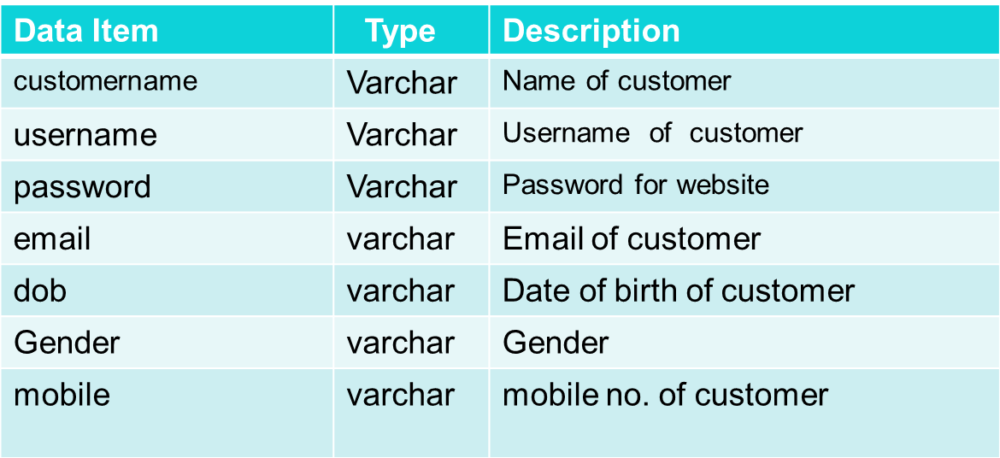 Data Item Type Description
customername Varchar Name of customer
username Varchar Username of customer
password Varchar Password for website
email varchar Email of customer
dob varchar Date of birth of customer
Gender varchar Gender
mobile varchar mobile no. of customer